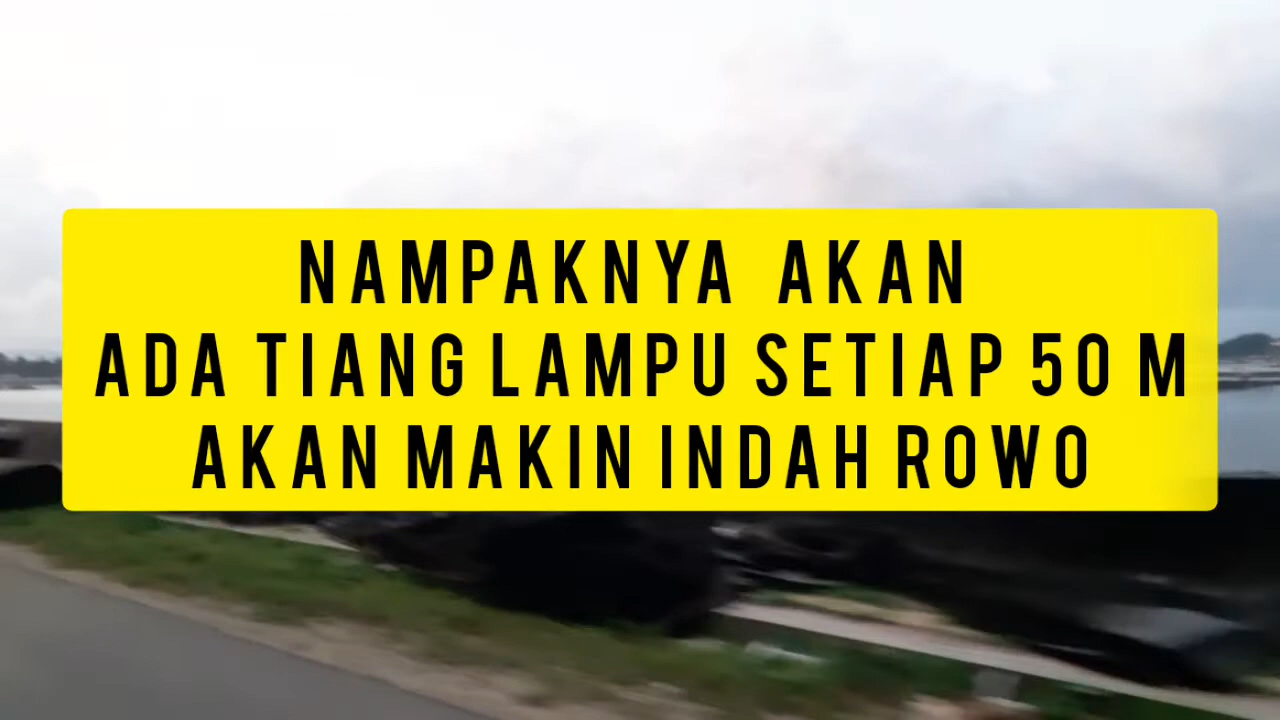 NAMPAKNYA AKAN
ADA TIANG LAMPU SETIAP 50 M
AKAN MAKIN INDAH ROWO